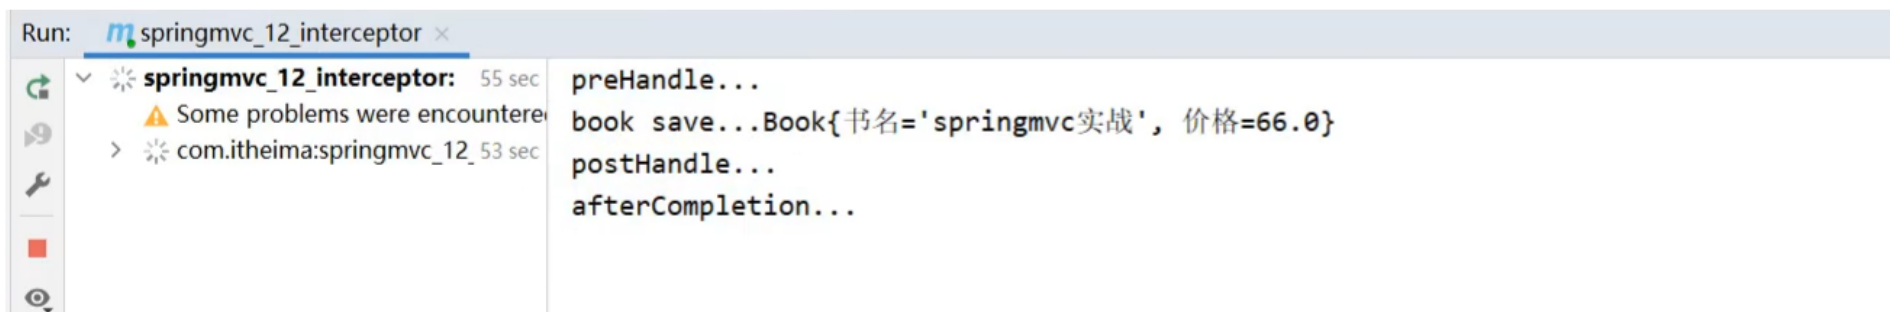 Run: springmvc_12_interceptor
springmvc_12_interceptor: 55 sec
Some problems were encountere
com.itheima:springmvc_12_ 53 sec
preHandle...
book save...Book{书名='springmvc实战', 价格=66.0}
postHandle...
afterCompletion...